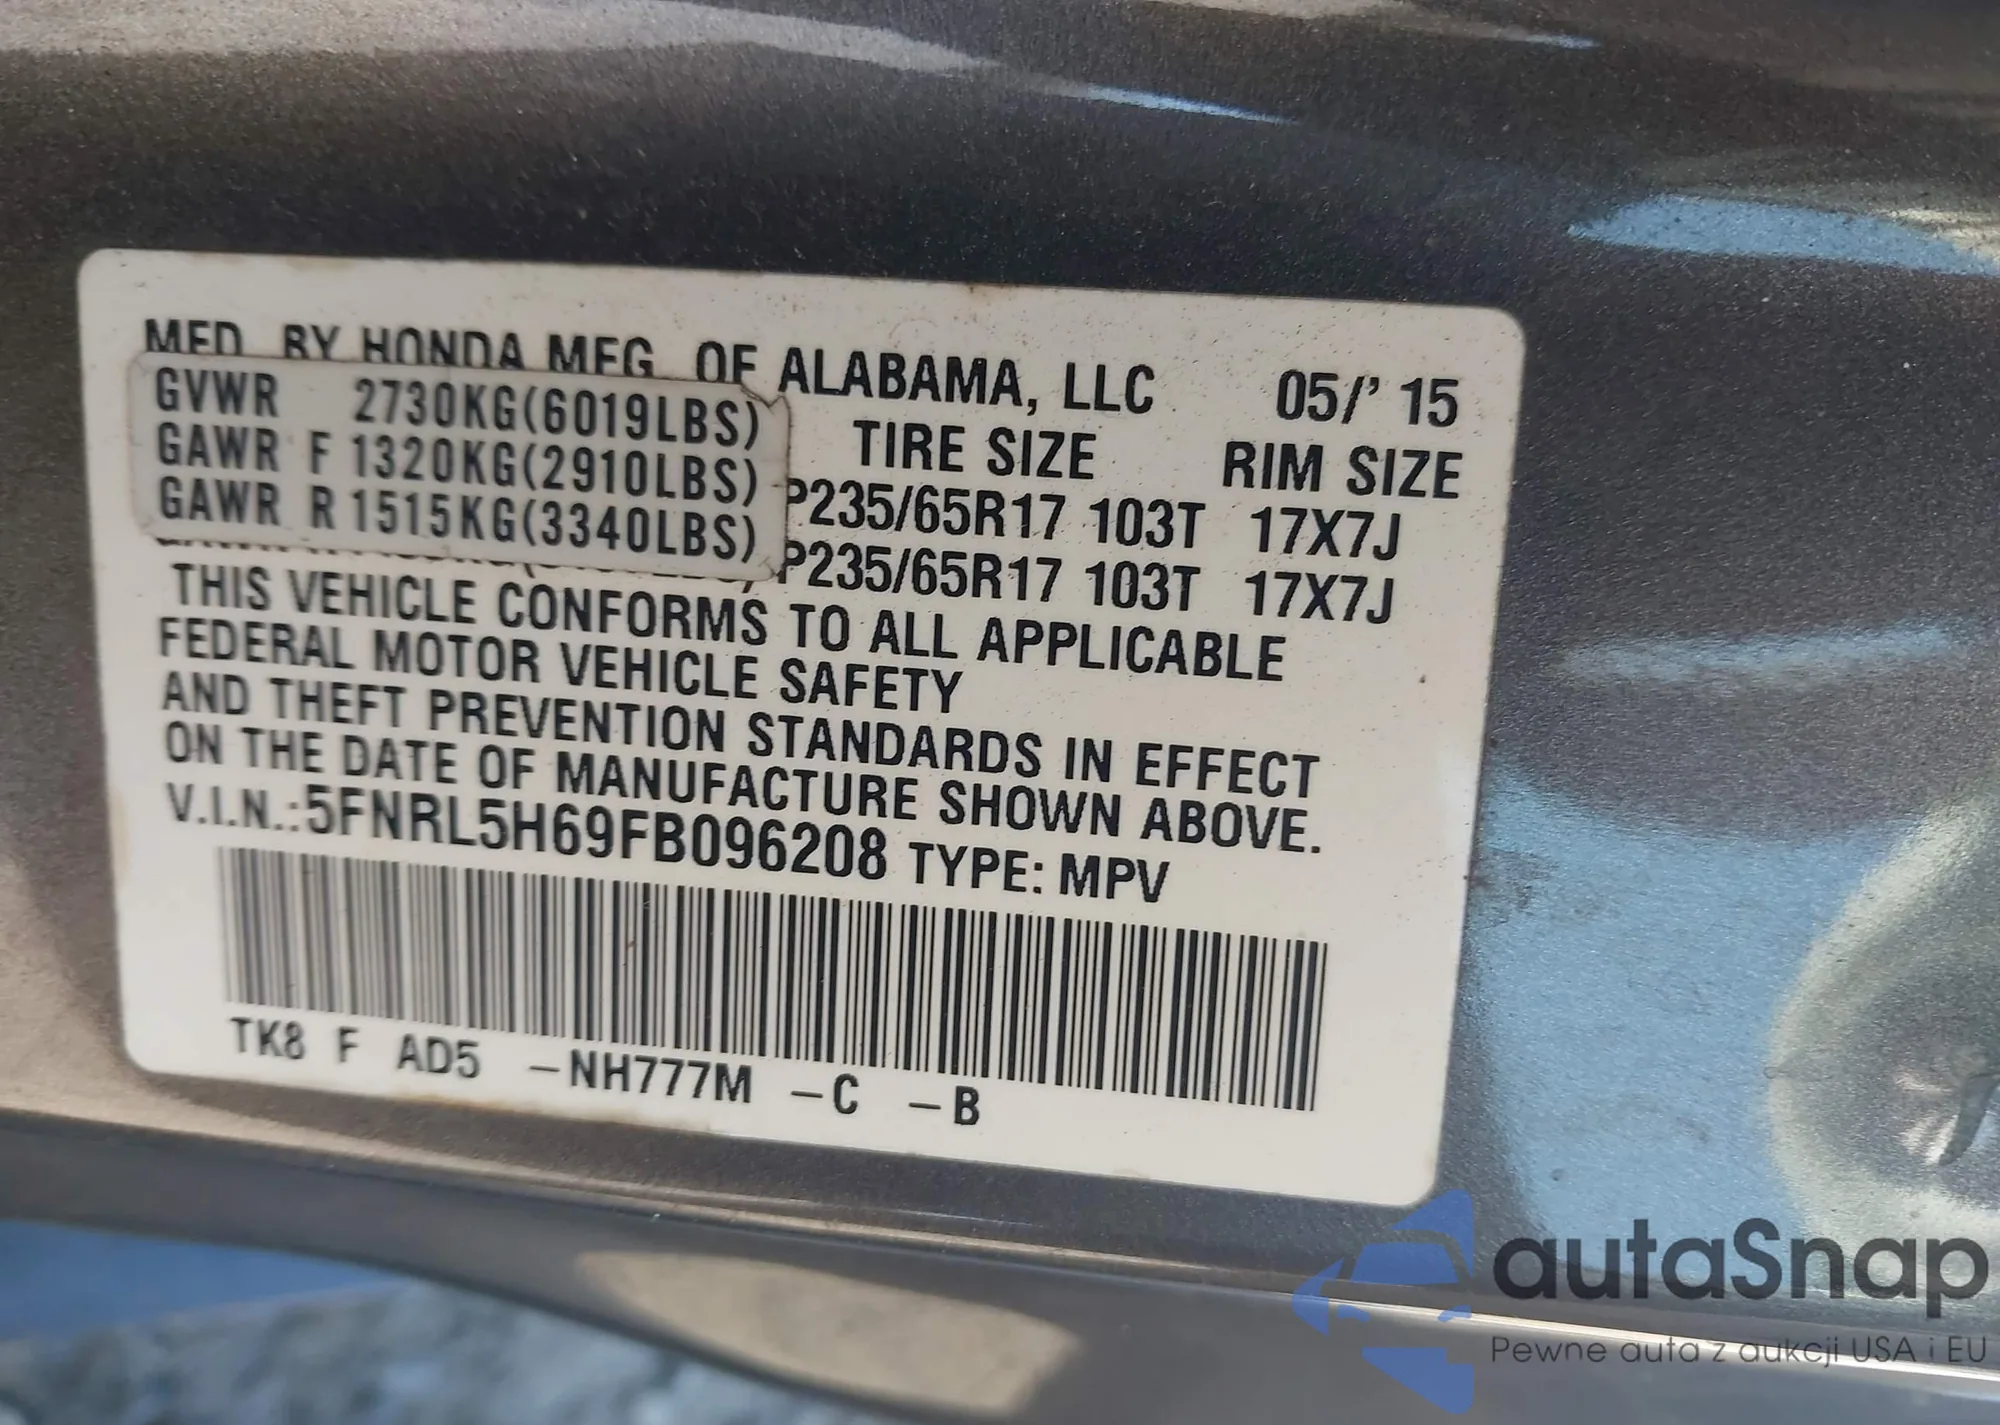 MFD. BY HONDA MFG. OF ALABAMA, LLC 05/'15
GVWR 2730KG(6019LBS) TIRE SIZE RIM SIZE
GAWR F 1320KG(2910LBS) P235/65R17 103T 17X7J
GAWR R 1515KG(3340LBS) P235/65R17 103T 17X7J
THIS VEHICLE CONFORMS TO ALL APPLICABLE
FEDERAL MOTOR VEHICLE SAFETY
AND THEFT PREVENTION STANDARDS IN EFFECT
ON THE DATE OF MANUFACTURE SHOWN ABOVE.
V.I.N.:5FNRL5H69FB096208 TYPE: MPV
TK8 F AD5 -NH777M -C -B
autaSnap
Pewne auta z aukcji USA i EU